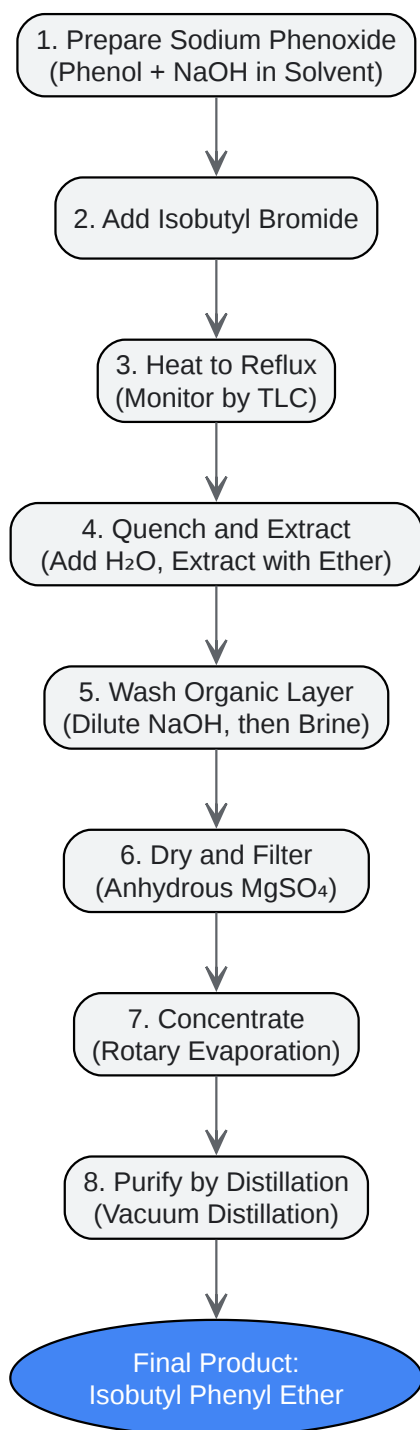 1. Prepare Sodium Phenoxide
(Phenol + NaOH in Solvent)
2. Add Isobutyl Bromide
3. Heat to Reflux
(Monitor by TLC)
4. Quench and Extract
(Add H₂O, Extract with Ether)
5. Wash Organic Layer
(Dilute NaOH, then Brine)
6. Dry and Filter
(Anhydrous MgSO₄)
7. Concentrate
(Rotary Evaporation)
8. Purify by Distillation
(Vacuum Distillation)
Final Product:
Isobutyl Phenyl Ether